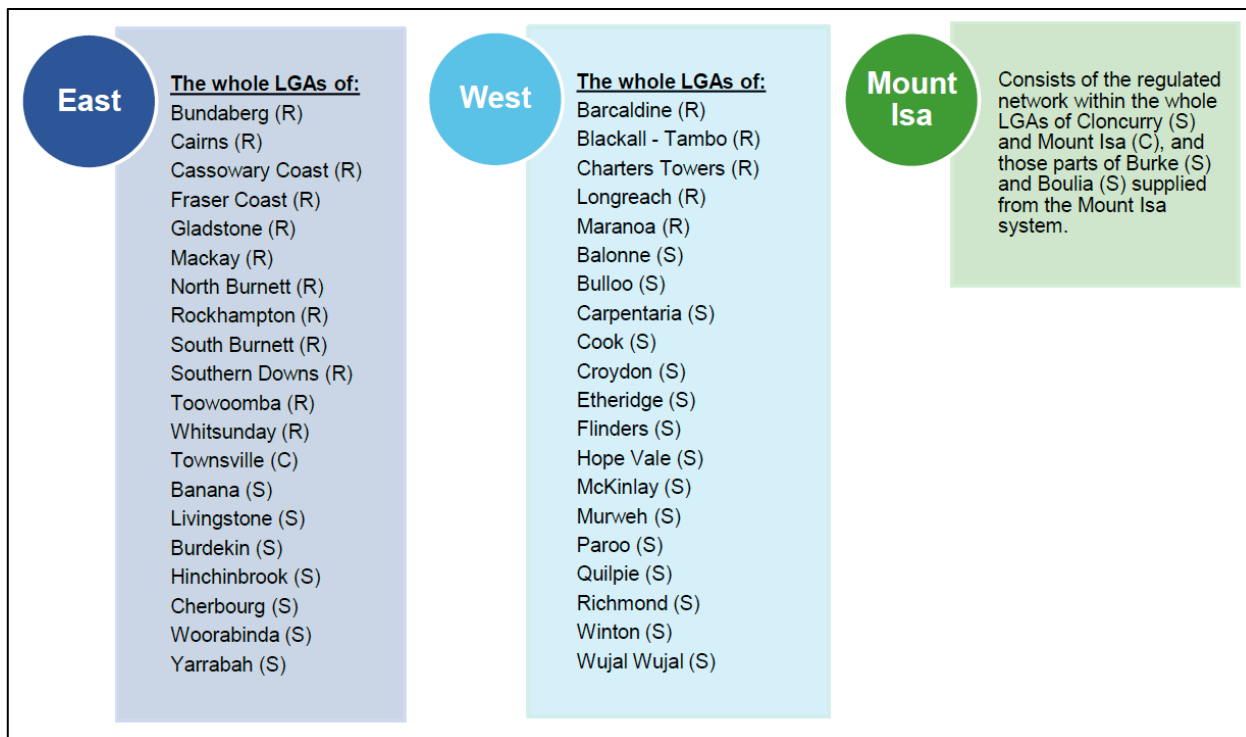 East
The whole LGAs of:
Bundaberg (R)
Cairns (R)
Cassowary Coast (R)
Fraser Coast (R)
Gladstone (R)
Mackay (R)
North Burnett (R)
Rockhampton (R)
South Burnett (R)
Southern Downs (R)
Toowoomba (R)
Whitsunday (R)
Townsville (C)
Banana (S)
Livingstone (S)
Burdekin (S)
Hinchinbrook (S)
Cherbourg (S)
Woorabinda (S)
Yarrabah (S)
West
The whole LGAs of:
Barcaldine (R)
Blackall - Tambo (R)
Charters Towers (R)
Longreach (R)
Maranoa (R)
Balonne (S)
Bulloo (S)
Carpentaria (S)
Cook (S)
Croydon (S)
Etheridge (S)
Flinders (S)
Hope Vale (S)
McKinlay (S)
Murweh (S)
Paroo (S)
Quilpie (S)
Richmond (S)
Winton (S)
Wujal Wujal (S)
Mount
Isa
Consists of the regulated
network within the whole
LGAs of Cloncurry (S)
and Mount Isa (C), and
those parts of Burke (S)
and Boulia (S) supplied
from the Mount Isa
system.